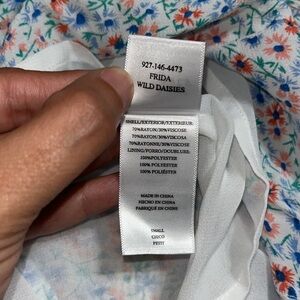 927-146-4473
FRIDA
WILD DAISIES
SHELL/EXTERIOR/EXTERIEUR:
70%RAYON/30%VISCOSE
70%RAYON/30%VISCOSA
70%RAYONNE/30%VISCOSE
LINING/FORRO/DOUBLURE:
100%POLYESTER
100% POLYESTER
100% POLIÉSTER
MADE IN CHINA
HECHO EN CHINA
FABRIQUÉ EN CHINE
SMALL
CHICO
PETIT